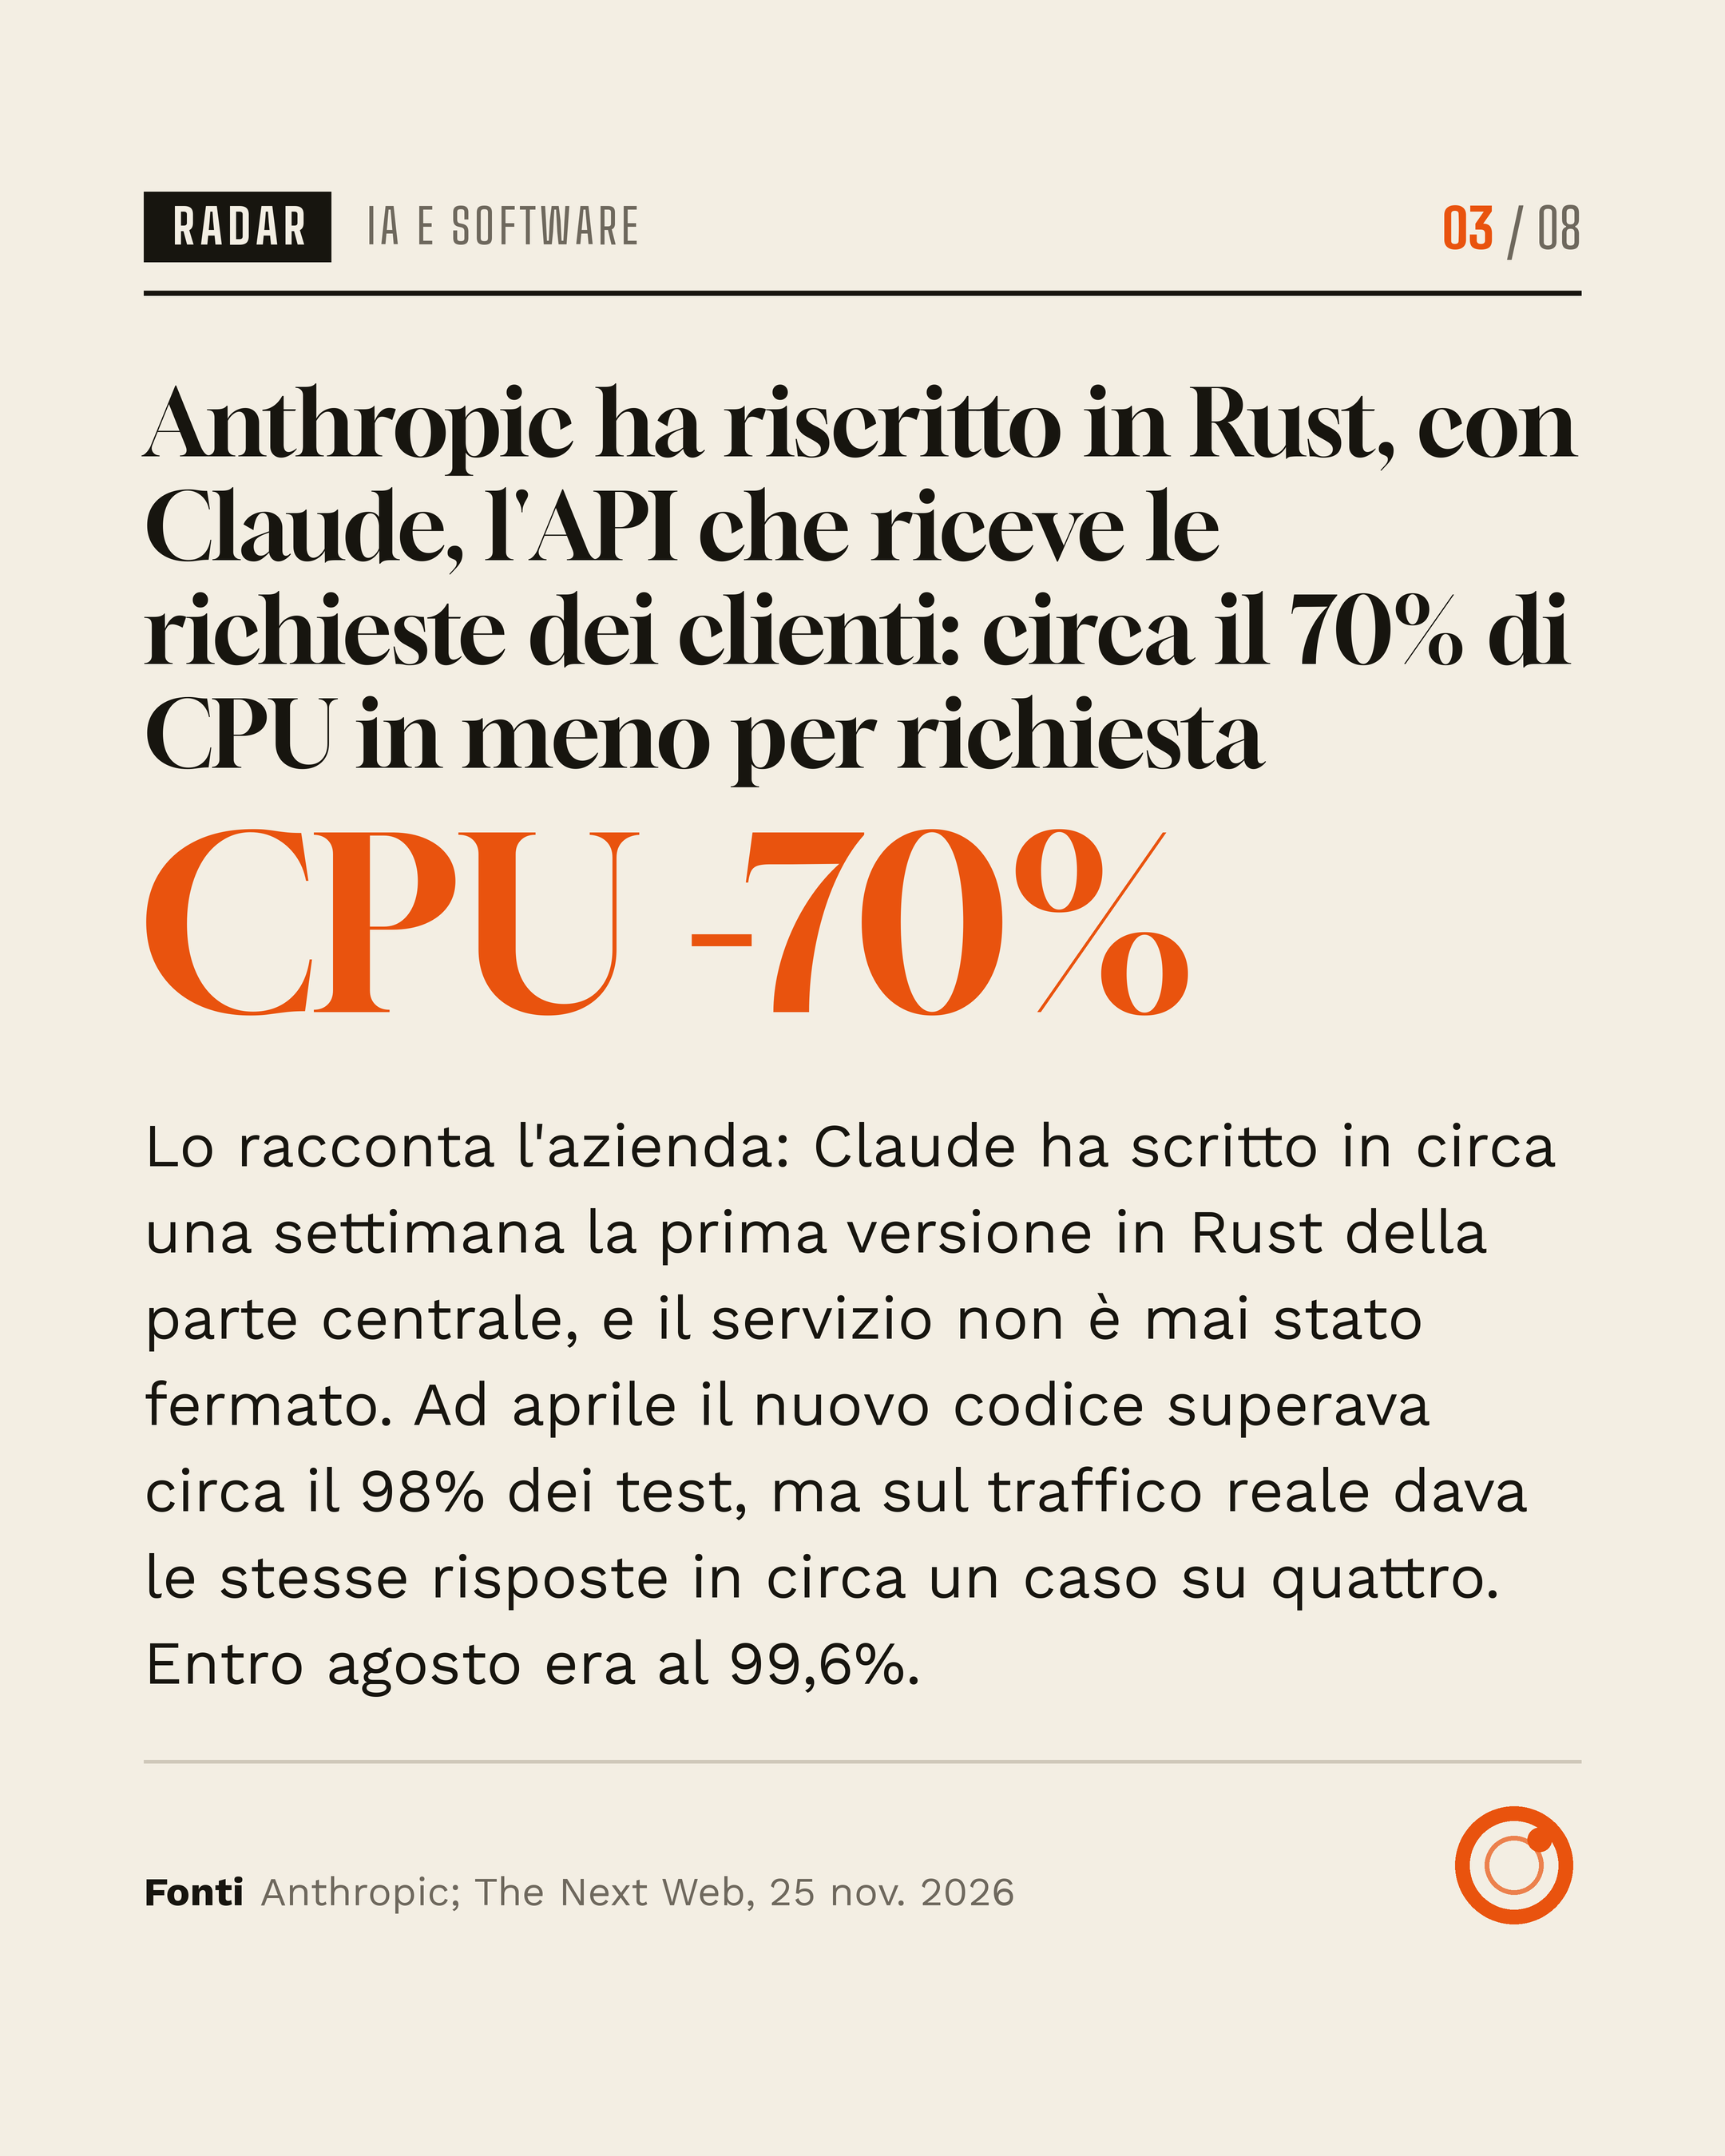 RADAR IA E SOFTWARE 03 / 08
Anthropic ha riscritto in Rust, con
Claude, l'API che riceve le
richieste dei clienti: circa il 70% di
CPU in meno per richiesta
CPU -70%
Lo racconta l'azienda: Claude ha scritto in circa
una settimana la prima versione in Rust della
parte centrale, e il servizio non è mai stato
fermato. Ad aprile il nuovo codice superava
circa il 98% dei test, ma sul traffico reale dava
le stesse risposte in circa un caso su quattro.
Entro agosto era al 99,6%.
Fonti Anthropic; The Next Web, 25 nov. 2026